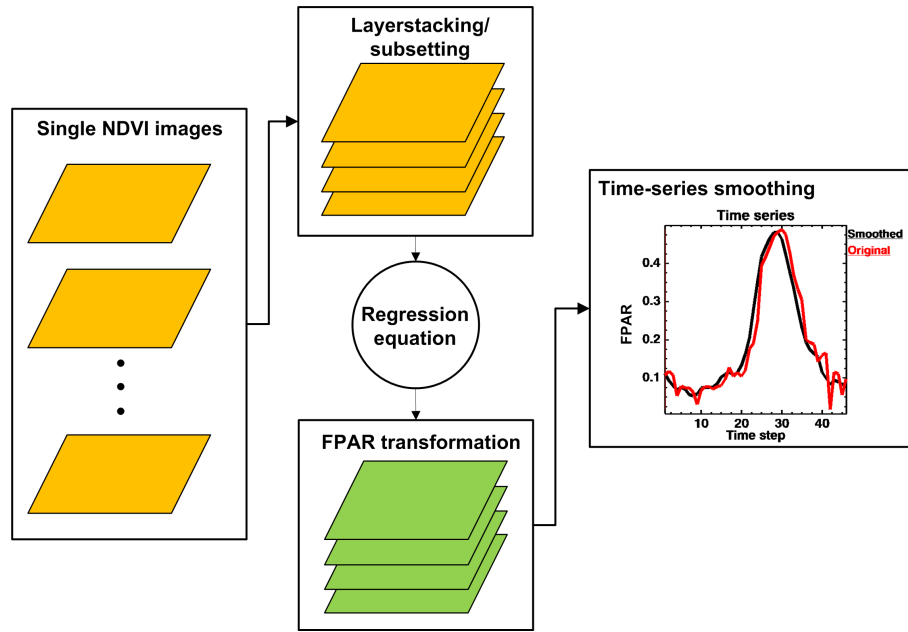 Single NDVI images
Layerstacking/
subsetting
Regression
equation
FPAR transformation
Time-series smoothing
Time series
Smoothed
Original
FPAR
0.4
0.3
0.2
0.1
10
20
30
40
Time step